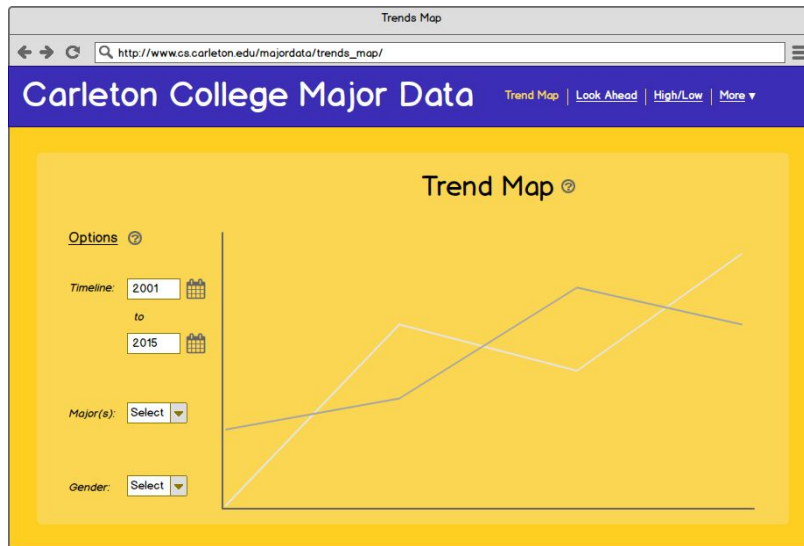 Trends Map
http://www.cs.carleton.edu/majordata/trends_map/
Carleton College Major Data
Trend Map | Look Ahead | High/Low | More ▾
Trend Map ?
Options ?
Timeline: 2001
to
2015
Major(s): Select
Gender: Select